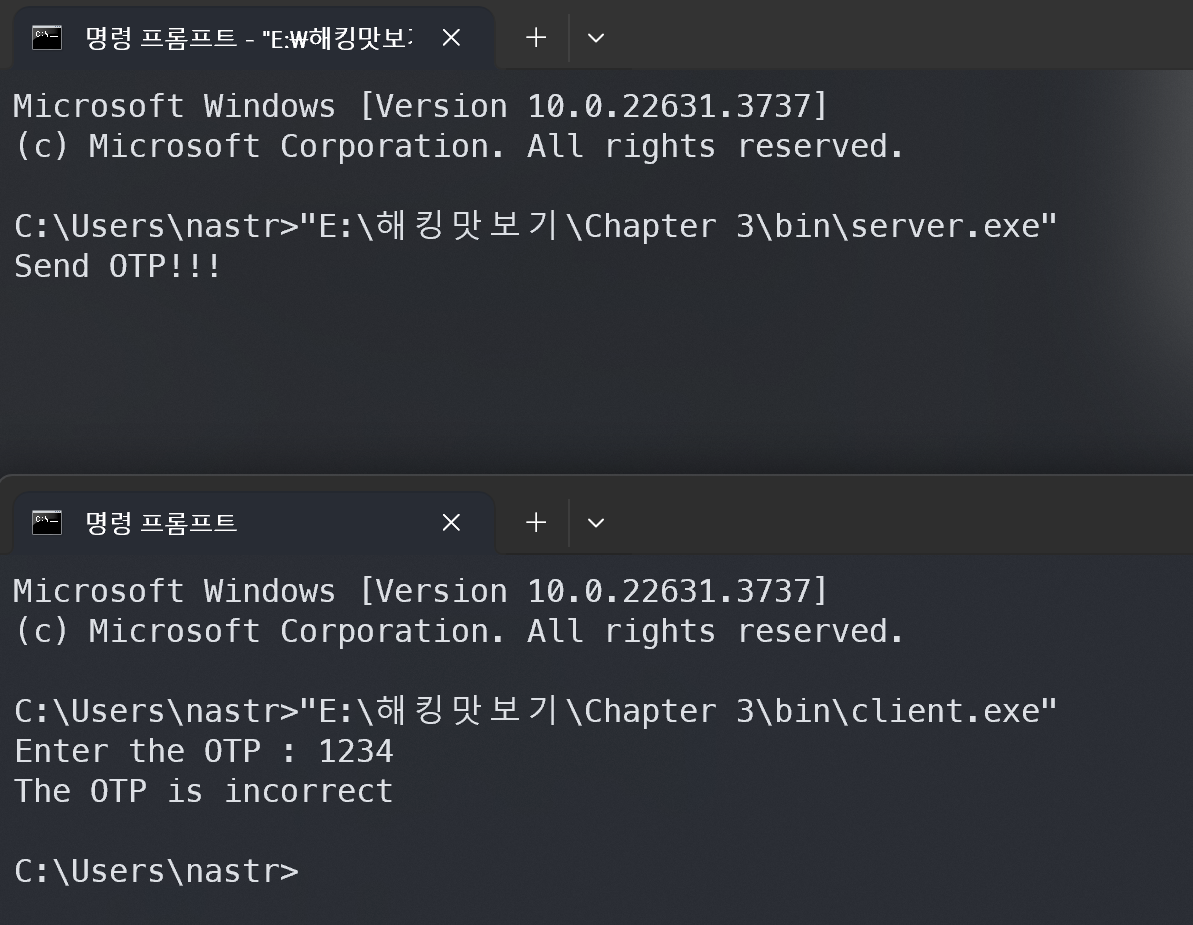 명령 프롬프트 - "E:₩해킹맛보
Microsoft Windows [Version 10.0.22631.3737]
(c) Microsoft Corporation. All rights reserved.
C:\Users\nastr>"E:\해킹맛보기\Chapter 3\bin\server.exe"
Send OTP!!!
명령 프롬프트
Microsoft Windows [Version 10.0.22631.3737]
(c) Microsoft Corporation. All rights reserved.
C:\Users\nastr>"E:\해킹맛보기\Chapter 3\bin\client.exe"
Enter the OTP : 1234
The OTP is incorrect
C:\Users\nastr>